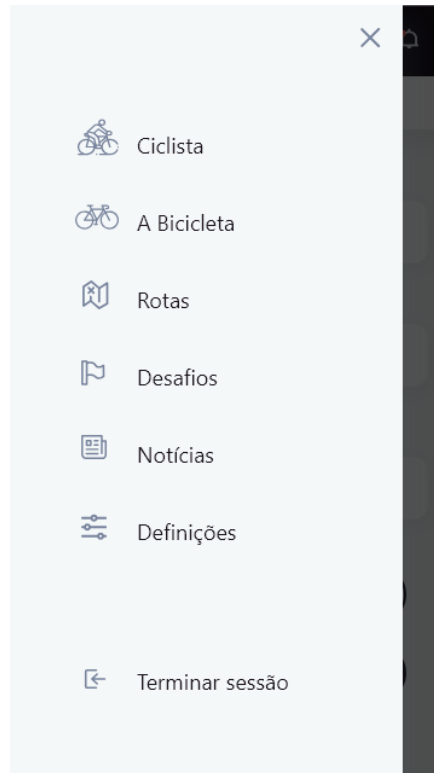 Ciclista
A Bicicleta
Rotas
Desafios
Notícias
Definições
Terminar sessão